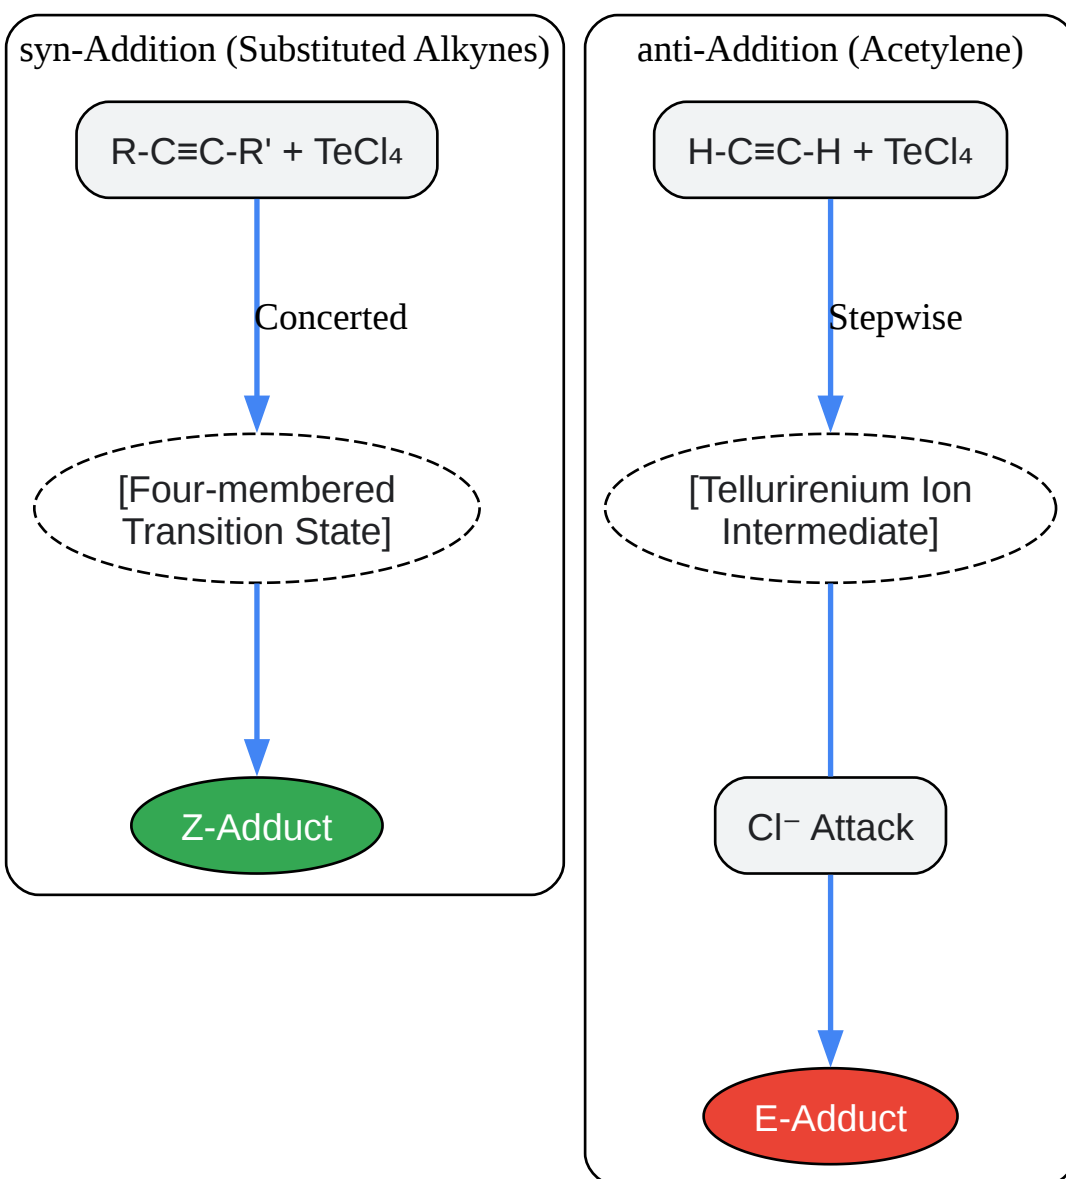 syn-Addition (Substituted Alkynes)
R-C≡C-R' + TeCl₄
Concerted
[Four-membered
Transition State]
Z-Adduct
anti-Addition (Acetylene)
H-C≡C-H + TeCl₄
Stepwise
[Tellurirenium Ion
Intermediate]
Cl⁻ Attack
E-Adduct